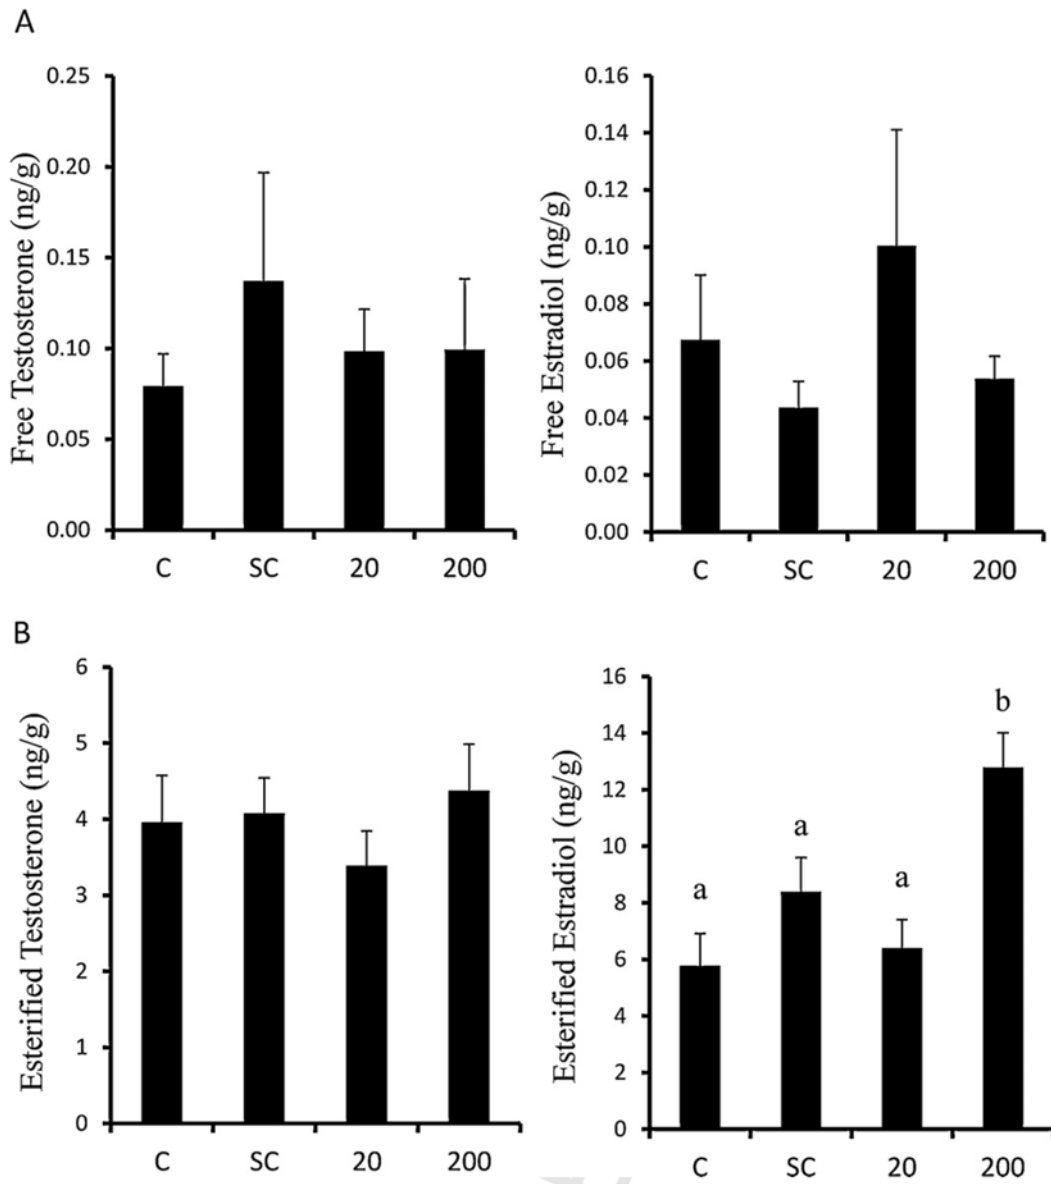 A
Free Testosterone (ng/g)
0.25
0.20
0.15
0.10
0.05
0.00
C SC 20 200
Free Estradiol (ng/g)
0.16
0.14
0.12
0.10
0.08
0.06
0.04
0.02
0.00
C SC 20 200
B
Esterified Testosterone (ng/g)
6
5
4
3
2
1
0
C SC 20 200
Esterified Estradiol (ng/g)
16
14
12
10
8
6
4
2
0
a a a b
C SC 20 200